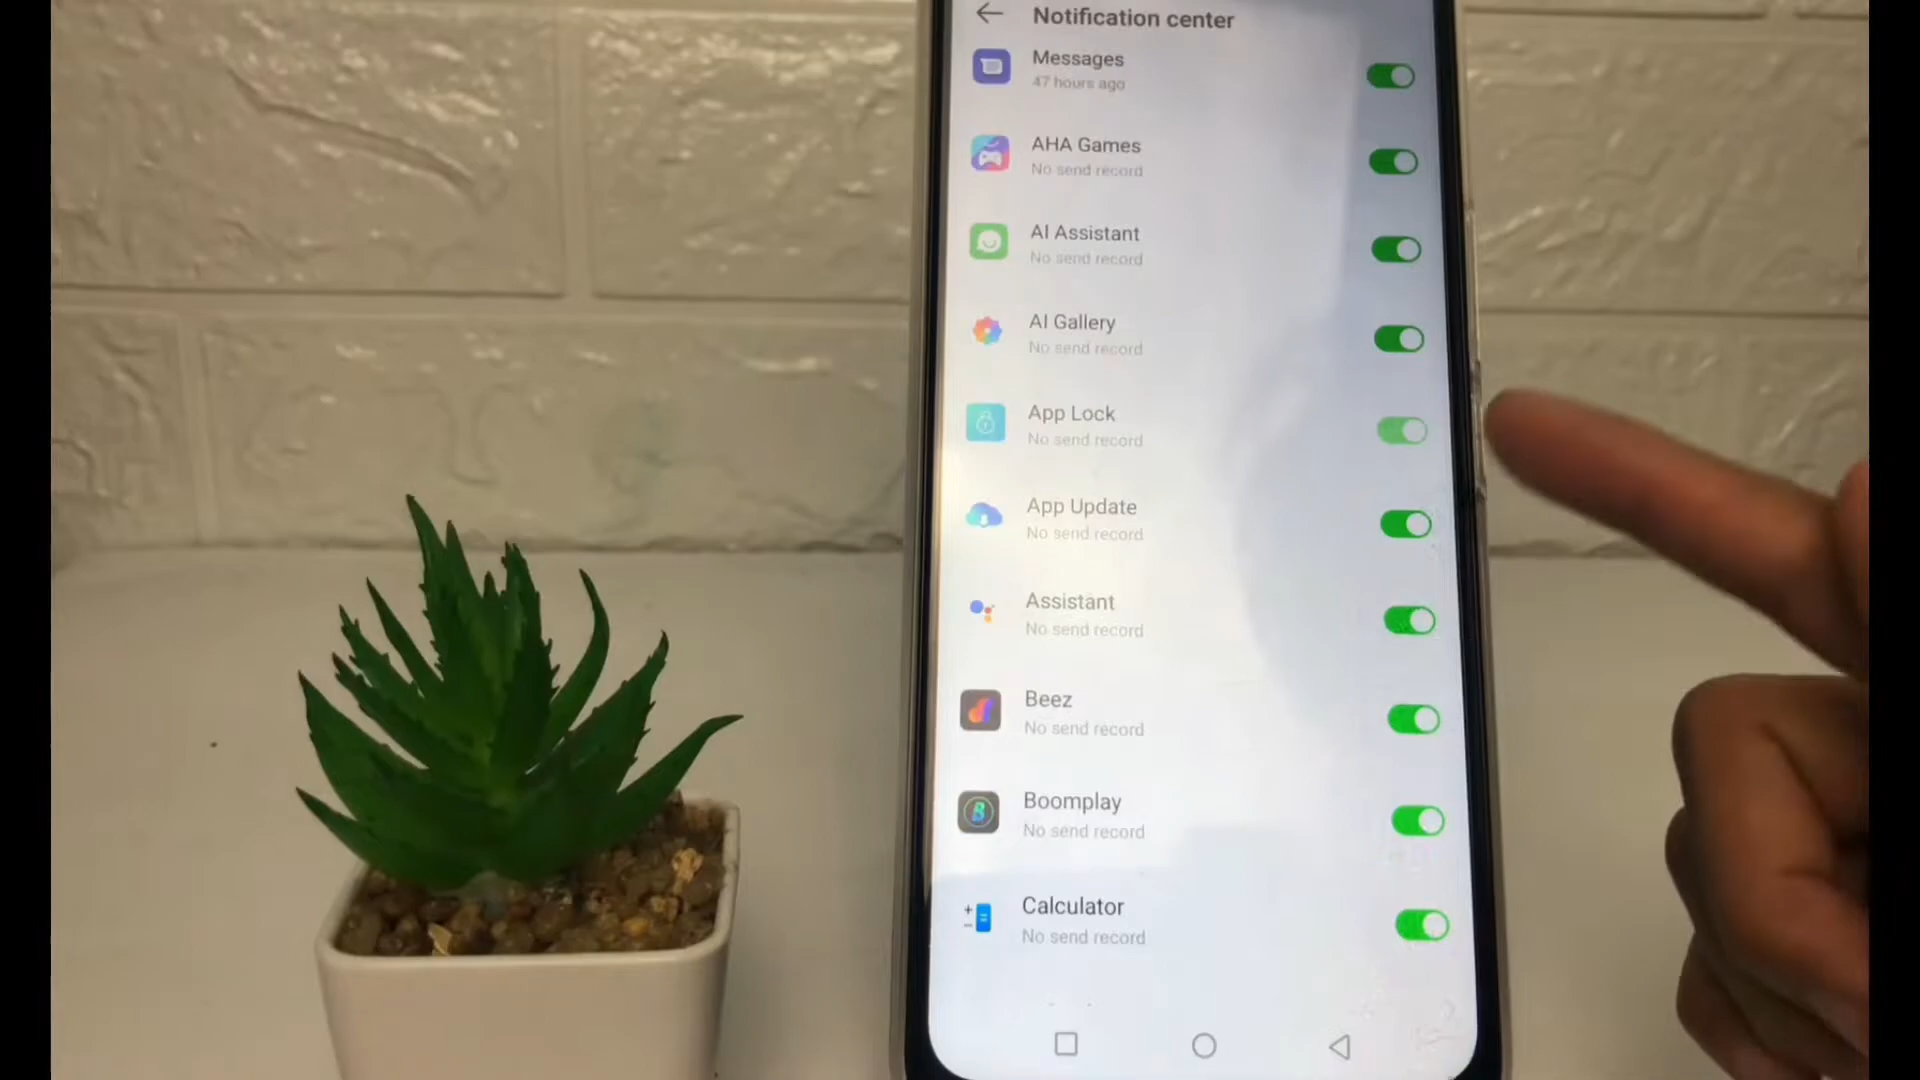 Notification center
Messages
47 hours ago
AHA Games
No send record
AI Assistant
No send record
AI Gallery
No send record
App Lock
No send record
App Update
No send record
Assistant
No send record
Beez
No send record
Boomplay
No send record
Calculator
No send record